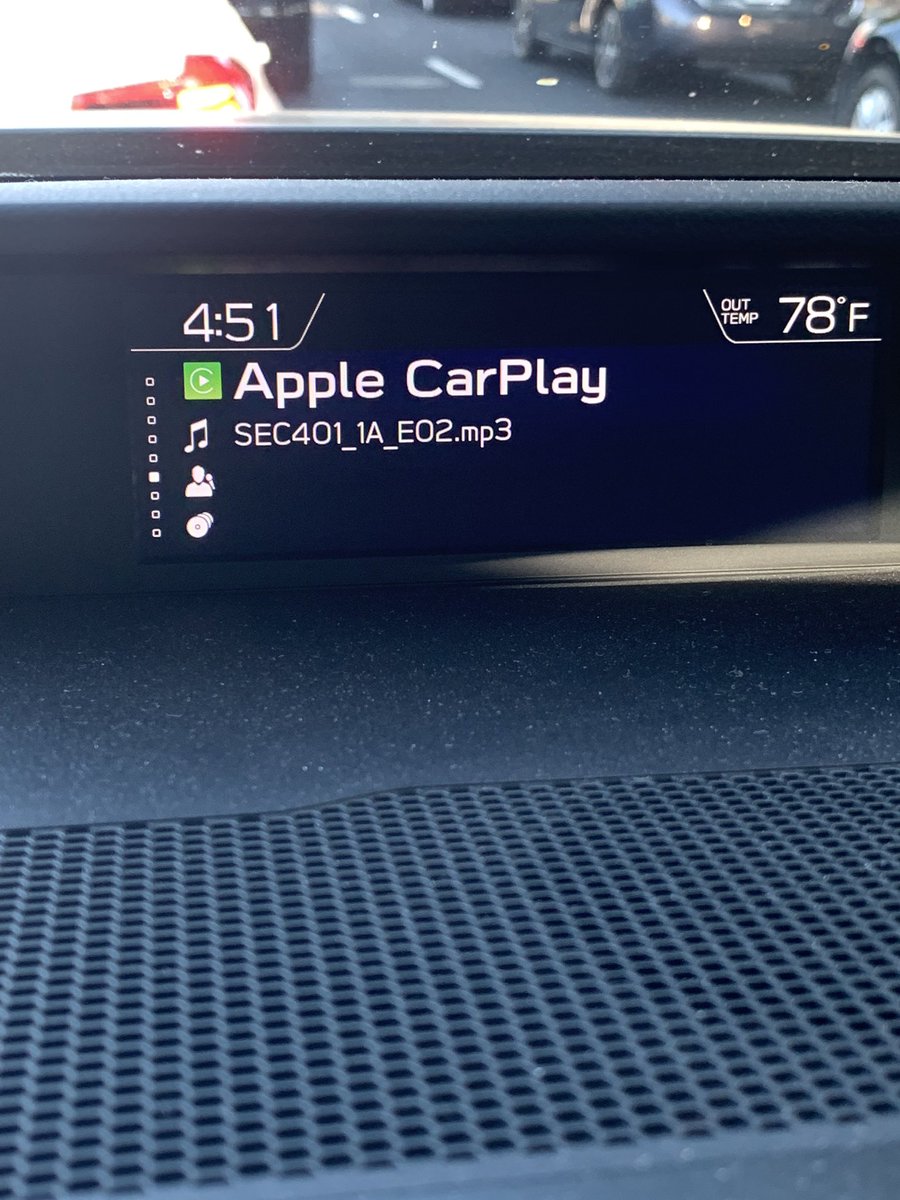 4:51
OUT TEMP 78°F
Apple CarPlay
SEC401_1A_E02.mp3